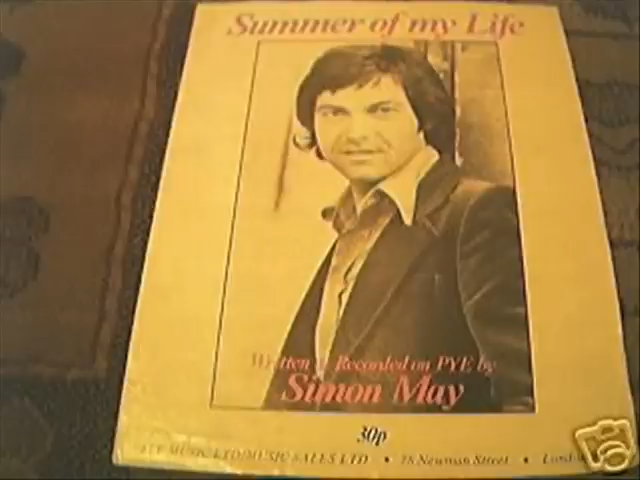 Summer of my Life
Written & Recorded on PYE by
Simon May
30p
MUSIC LTD/MUSIC SALES LTD • 78 Newman Street •